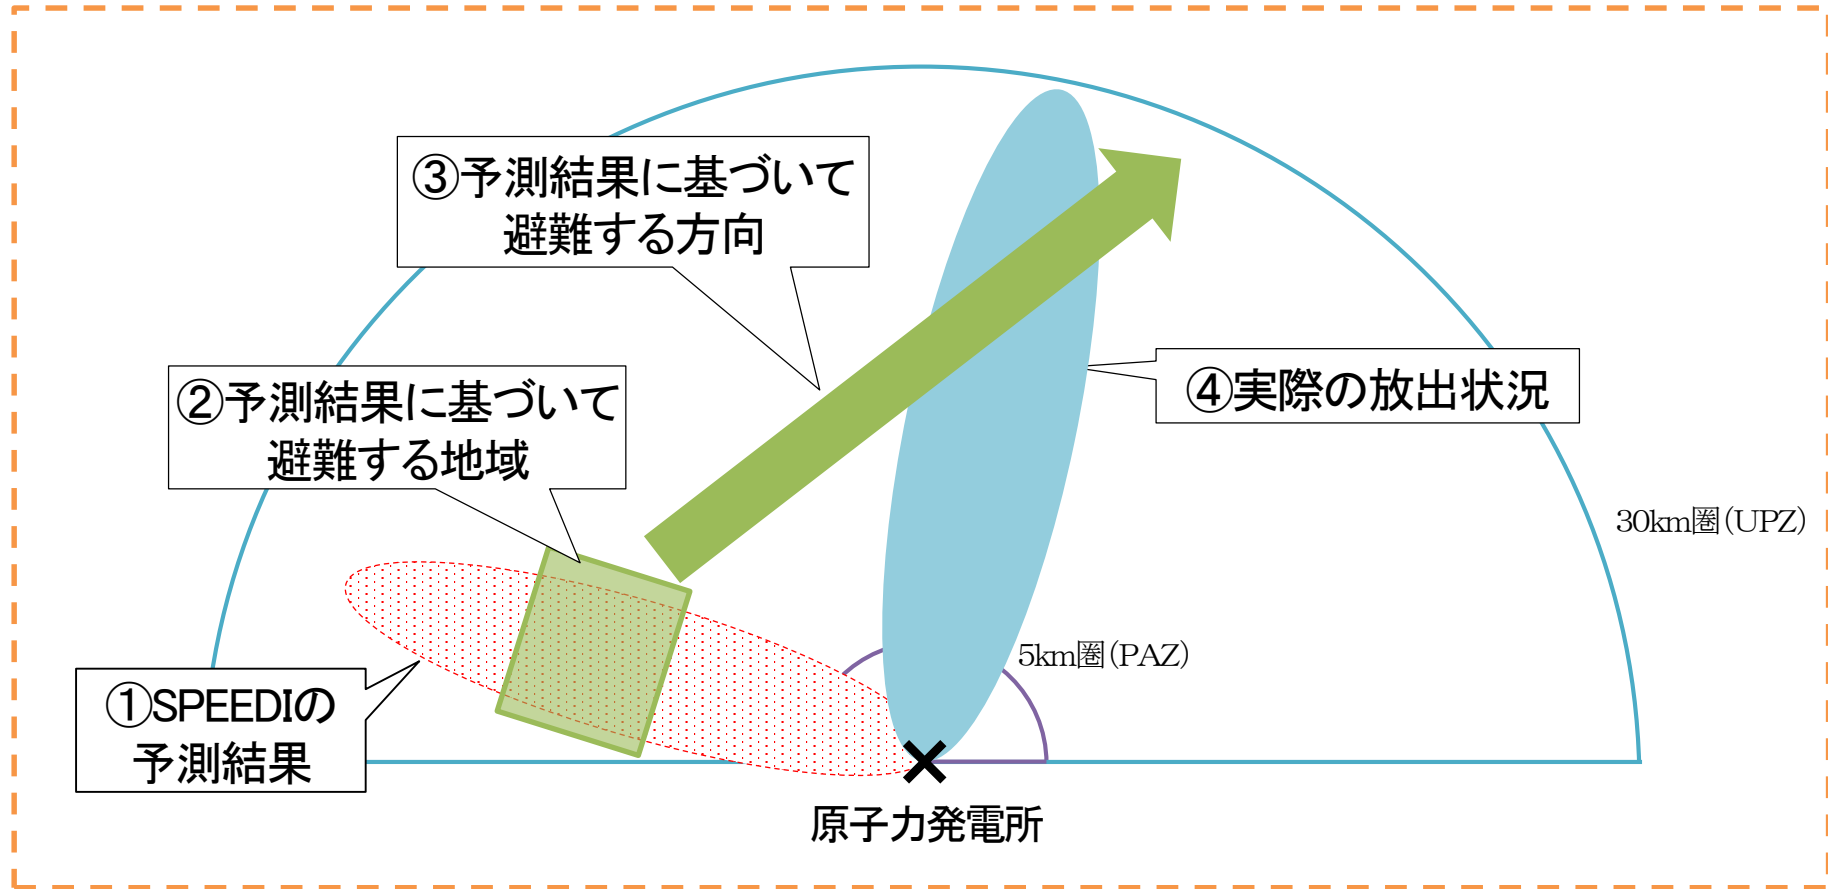 ③予測結果に基づいて
避難する方向
②予測結果に基づいて
避難する地域
④実際の放出状況
30km圏(UPZ)
5km圏(PAZ)
①SPEEDIの
予測結果
原子力発電所